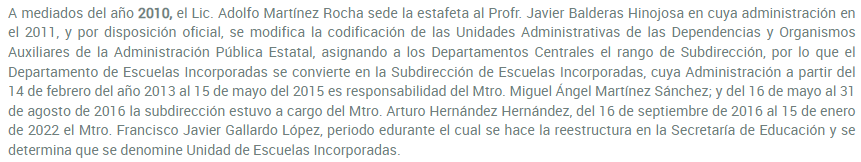 A mediados del año 2010, el Lic. Adolfo Martínez Rocha sede la estafeta al Profr. Javier Balderas Hinojosa en cuya administración en
el 2011, y por disposición oficial, se modifica la codificación de las Unidades Administrativas de las Dependencias y Organismos
Auxiliares de la Administración Pública Estatal, asignando a los Departamentos Centrales el rango de Subdirección, por lo que el
Departamento de Escuelas Incorporadas se convierte en la Subdirección de Escuelas Incorporadas, cuya Administración a partir del
14 de febrero del año 2013 al 15 de mayo del 2015 es responsabilidad del Mtro. Miguel Ángel Martínez Sánchez; y del 16 de mayo al 31
de agosto de 2016 la subdirección estuvo a cargo del Mtro. Arturo Hernández Hernández, del 16 de septiembre de 2016 al 15 de enero
de 2022 el Mtro. Francisco Javier Gallardo López, periodo edurante el cual se hace la reestructura en la Secretaría de Educación y se
determina que se denomine Unidad de Escuelas Incorporadas.